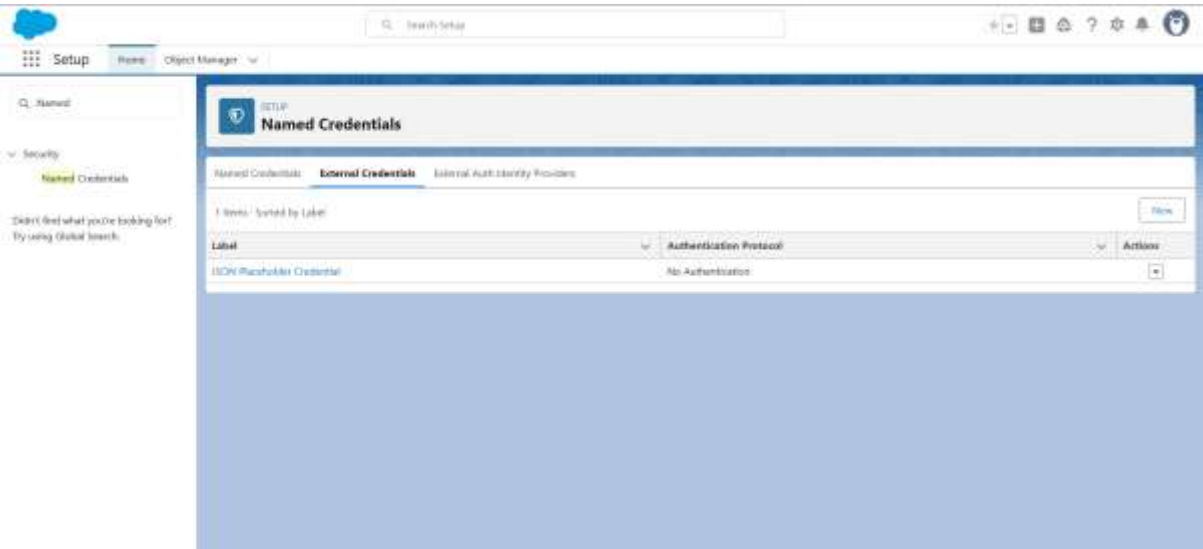 Search Setup
Setup
Home
Object Manager
Named
Security
Named Credentials
Didn't find what you're looking for?
Try using Global Search.
SETUP
Named Credentials
Named Credentials
External Credentials
External Auth Identity Providers
1 items · Sorted by Label
New
Label
Authentication Protocol
Actions
JSON Placeholder Credential
No Authentication